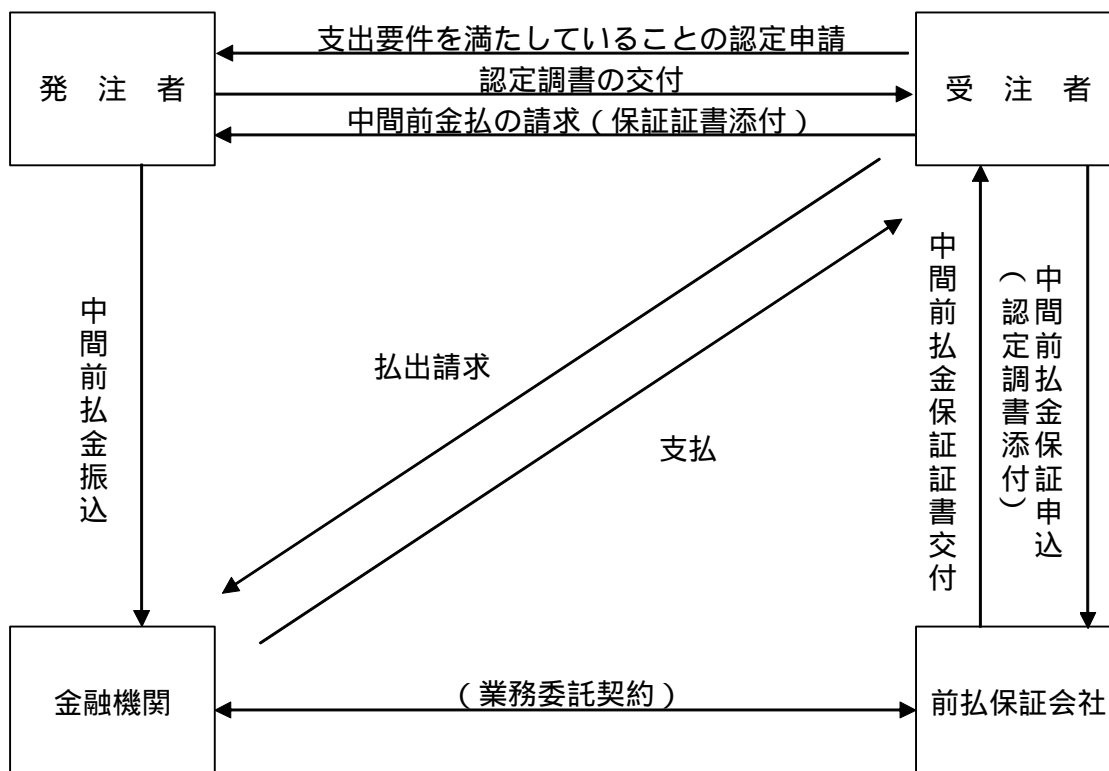 支出要件を満たしていることの認定申請
発 注 者
認定調書の交付
受 注 者
中間前金払の請求（保証証書添付）
中間前払金振込
払出請求
支払
中間前払金保証証書交付
中間前払金保証申込
（認定調書添付）
金融機関
（業務委託契約）
前払保証会社